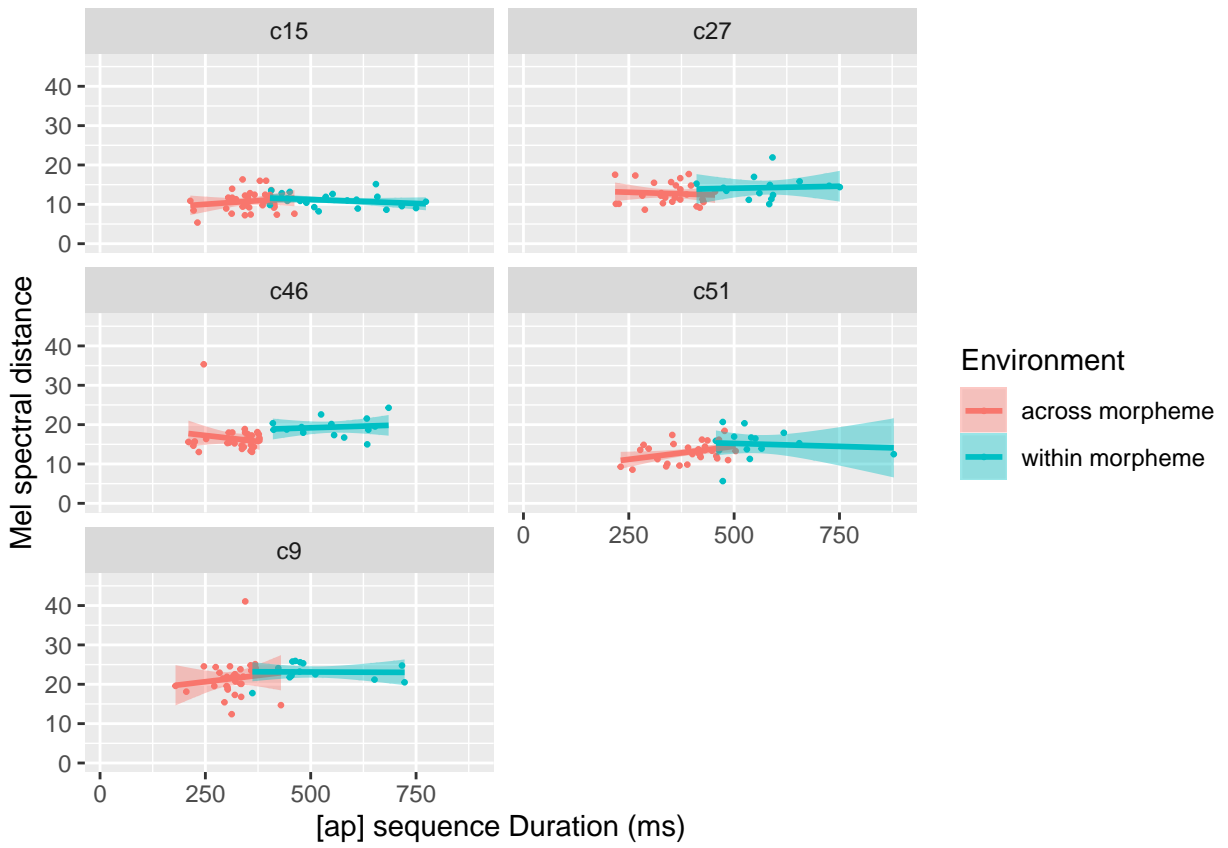 c15
c27
40
30
20
10
0
c46
c51
40
30
20
10
0
0
250
500
750
c9
40
30
20
10
0
0
250
500
750
Mel spectral distance
[ap] sequence Duration (ms)
Environment
across morpheme
within morpheme